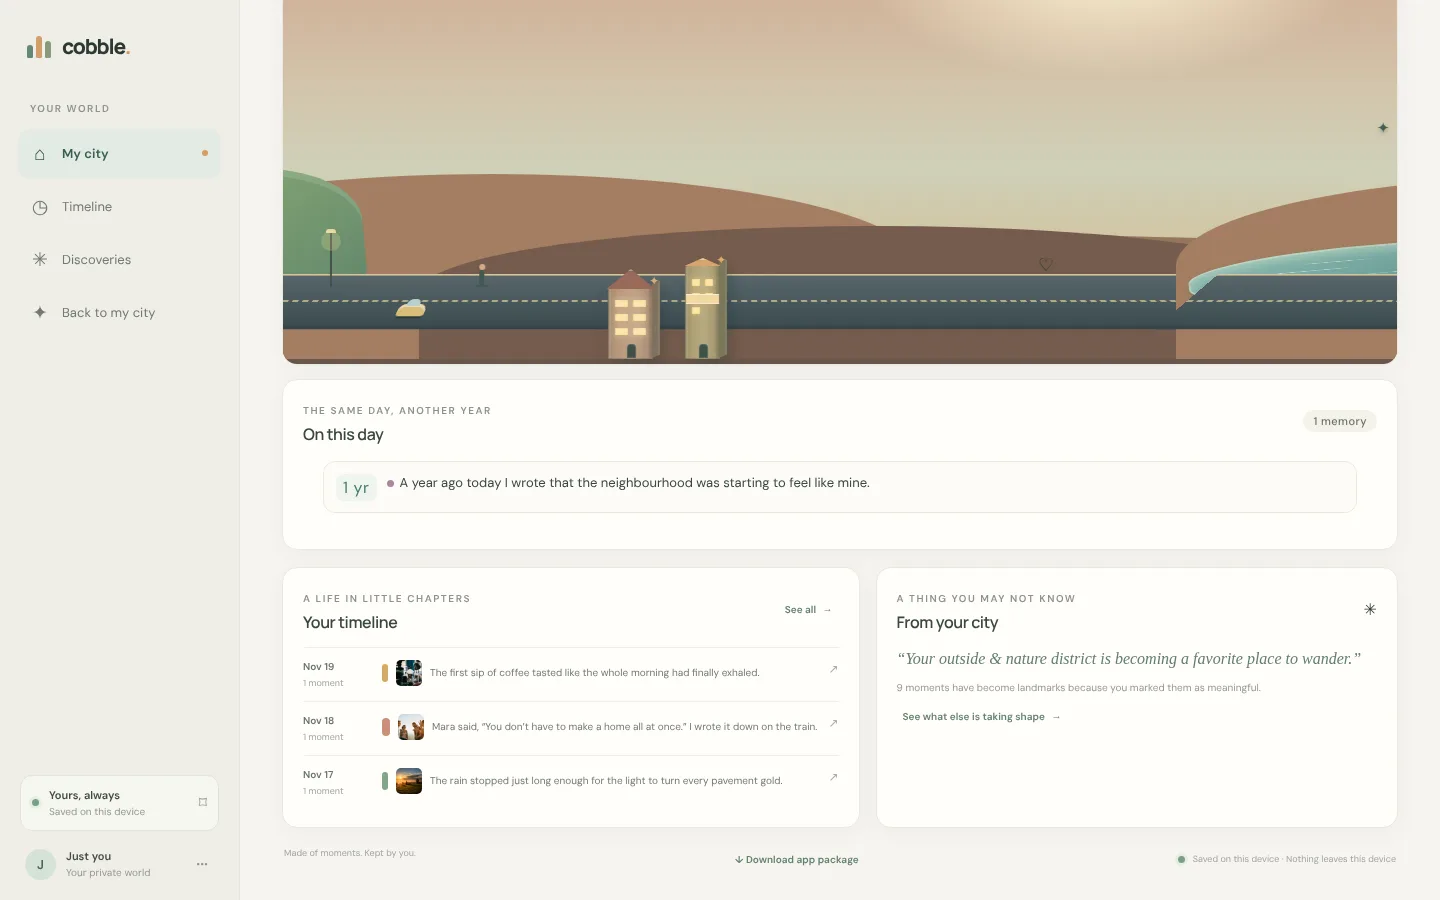 cobble.
YOUR WORLD
My city
Timeline
Discoveries
Back to my city
Yours, always
Saved on this device
J
Just you
Your private world
THE SAME DAY, ANOTHER YEAR
On this day
1 memory
1 yr
A year ago today I wrote that the neighbourhood was starting to feel like mine.
A LIFE IN LITTLE CHAPTERS
Your timeline
See all →
Nov 19
1 moment
The first sip of coffee tasted like the whole morning had finally exhaled.
Nov 18
1 moment
Mara said, “You don’t have to make a home all at once.” I wrote it down on the train.
Nov 17
1 moment
The rain stopped just long enough for the light to turn every pavement gold.
A THING YOU MAY NOT KNOW
From your city
“Your outside & nature district is becoming a favorite place to wander.”
9 moments have become landmarks because you marked them as meaningful.
See what else is taking shape →
Made of moments. Kept by you.
↓ Download app package
Saved on this device · Nothing leaves this device